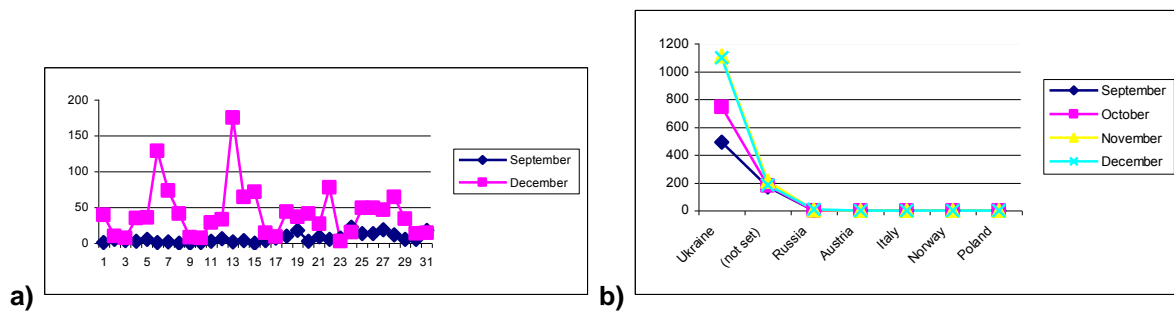 a)
200
150
100
50
0
1 3 5 7 9 11 13 15 17 19 21 23 25 27 29 31
September
December
b)
1200
1000
800
600
400
200
0
Ukraine
(not set)
Russia
Austria
Italy
Norway
Poland
September
October
November
December